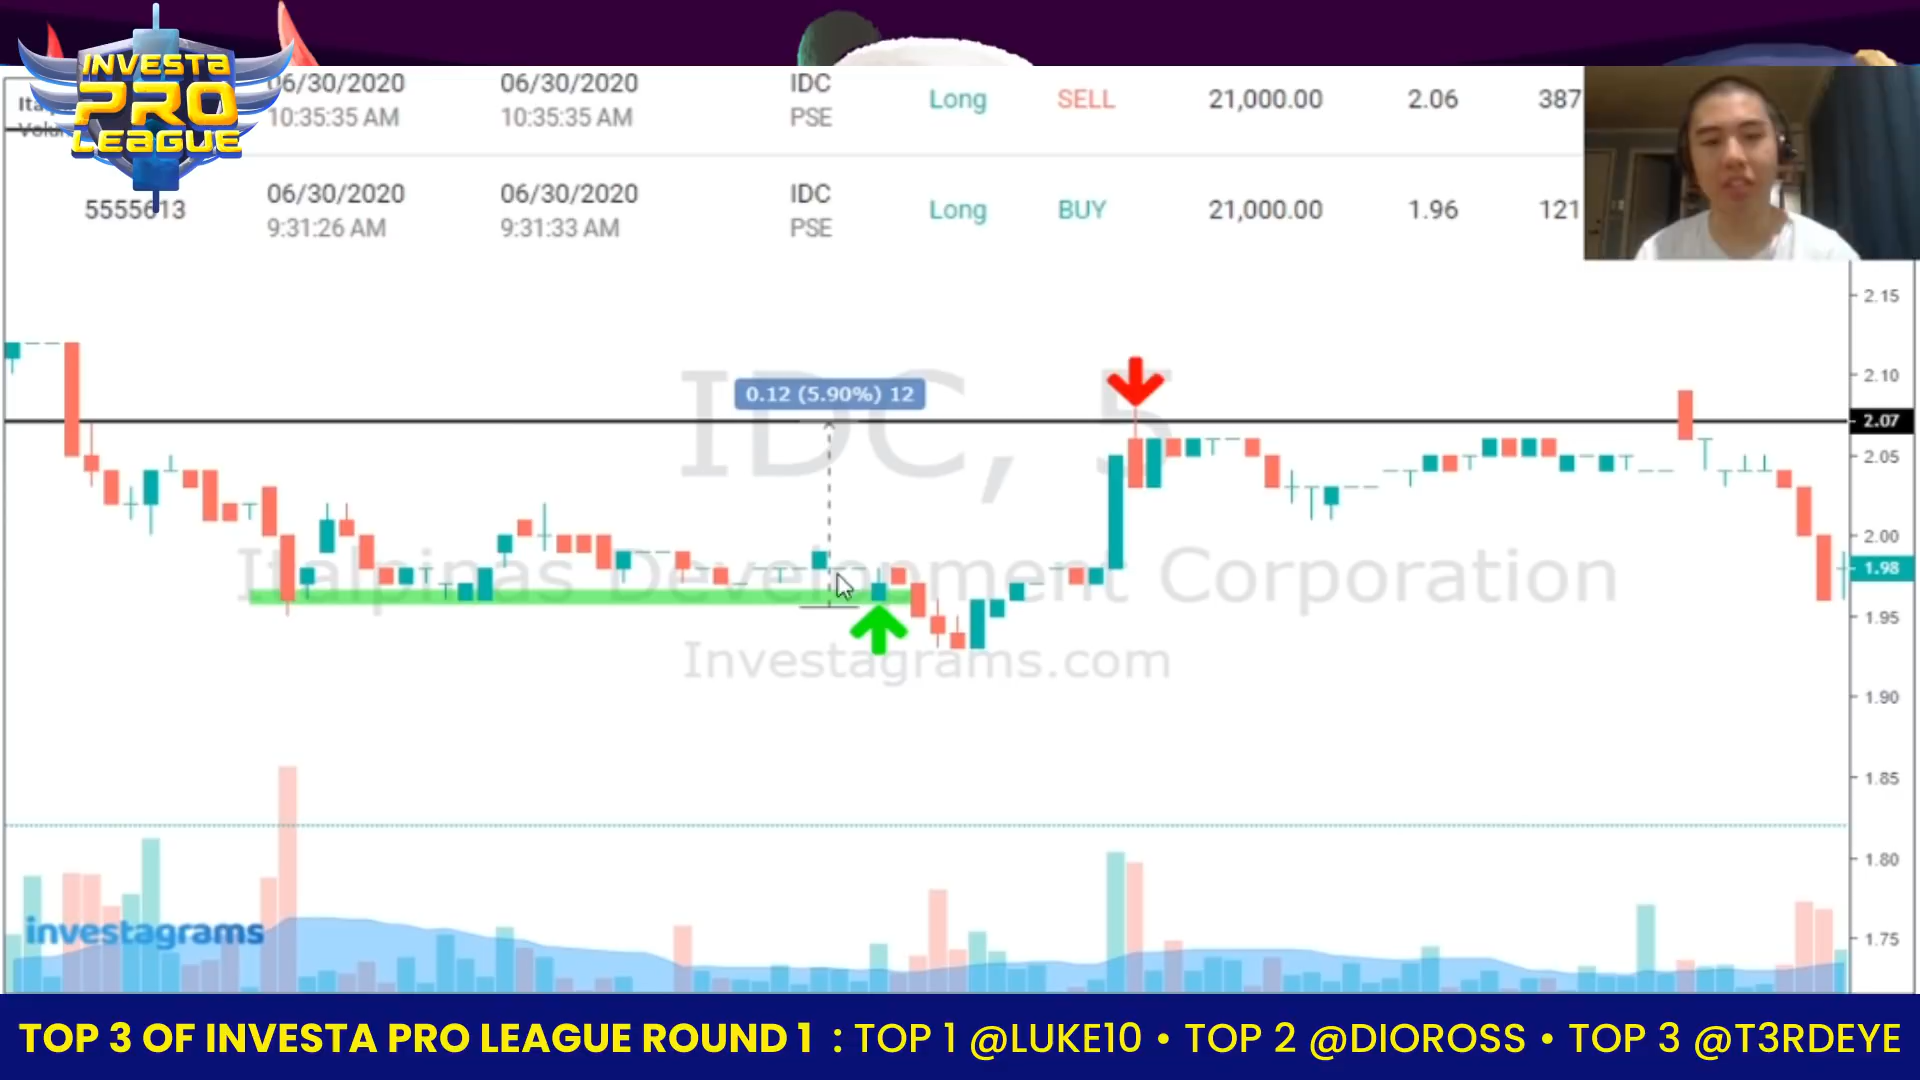 INVESTA
PRO
LEAGUE
Ita
Volu
06/30/2020 06/30/2020 IDC Long SELL 21,000.00 2.06 387
10:35:35 AM 10:35:35 AM PSE
5555613 06/30/2020 06/30/2020 IDC Long BUY 21,000.00 1.96 121
9:31:26 AM 9:31:33 AM PSE
2.15
2.10
0.12 (5.90%) 12
IDC, 5
2.07
2.05
2.00
Italpinas Development Corporation
1.98
1.95
Investagrams.com
1.90
1.85
1.80
investagrams
1.75
TOP 3 OF INVESTA PRO LEAGUE ROUND 1 : TOP 1 @LUKE10 • TOP 2 @DIOROSS • TOP 3 @T3RDEYE